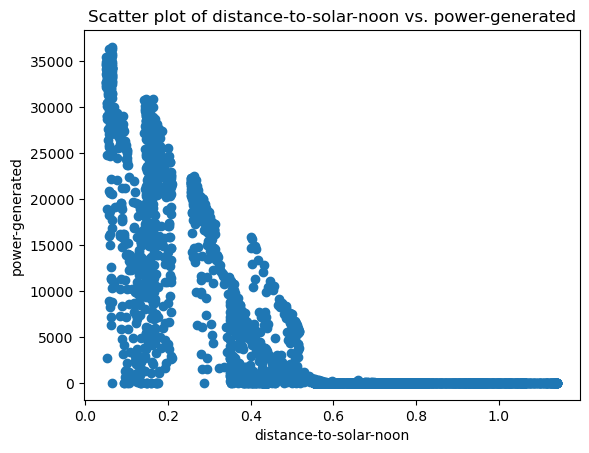 Scatter plot of distance-to-solar-noon vs. power-generated
35000
30000
25000
20000
15000
10000
5000
0
power-generated
0.0 0.2 0.4 0.6 0.8 1.0
distance-to-solar-noon